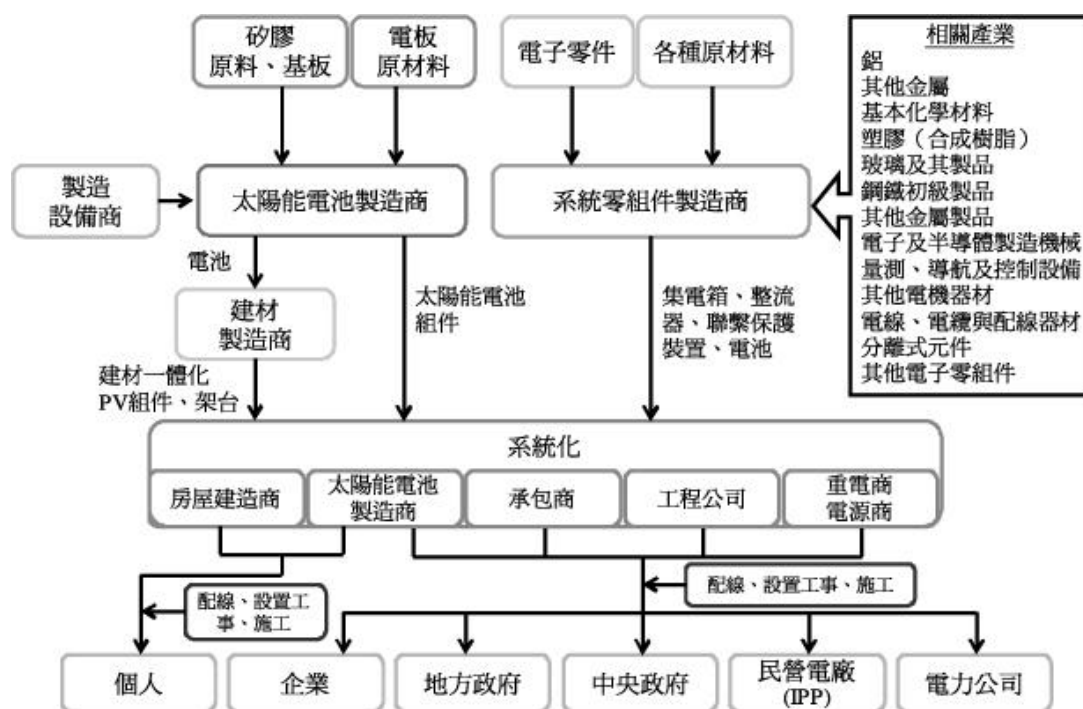 矽膠
原料、基板
電板
原材料
電子零件
各種原材料
相關產業
鋁
其他金屬
基本化學材料
塑膠（合成樹脂）
玻璃及其製品
鋼鐵初級製品
其他金屬製品
電子及半導體製造機械
量測、導航及控制設備
其他電機器材
電線、電纜與配線器材
分離式元件
其他電子零組件
製造
設備商
太陽能電池製造商
系統零組件製造商
電池
建材
製造商
太陽能電池
組件
集電箱、整流
器、聯繫保護
裝置、電池
建材一體化
PV組件、架台
系統化
房屋建造商
太陽能電池
製造商
承包商
工程公司
重電商
電源商
配線、設置工
事、施工
配線、設置工事、施工
個人
企業
地方政府
中央政府
民營電廠
(IPP)
電力公司